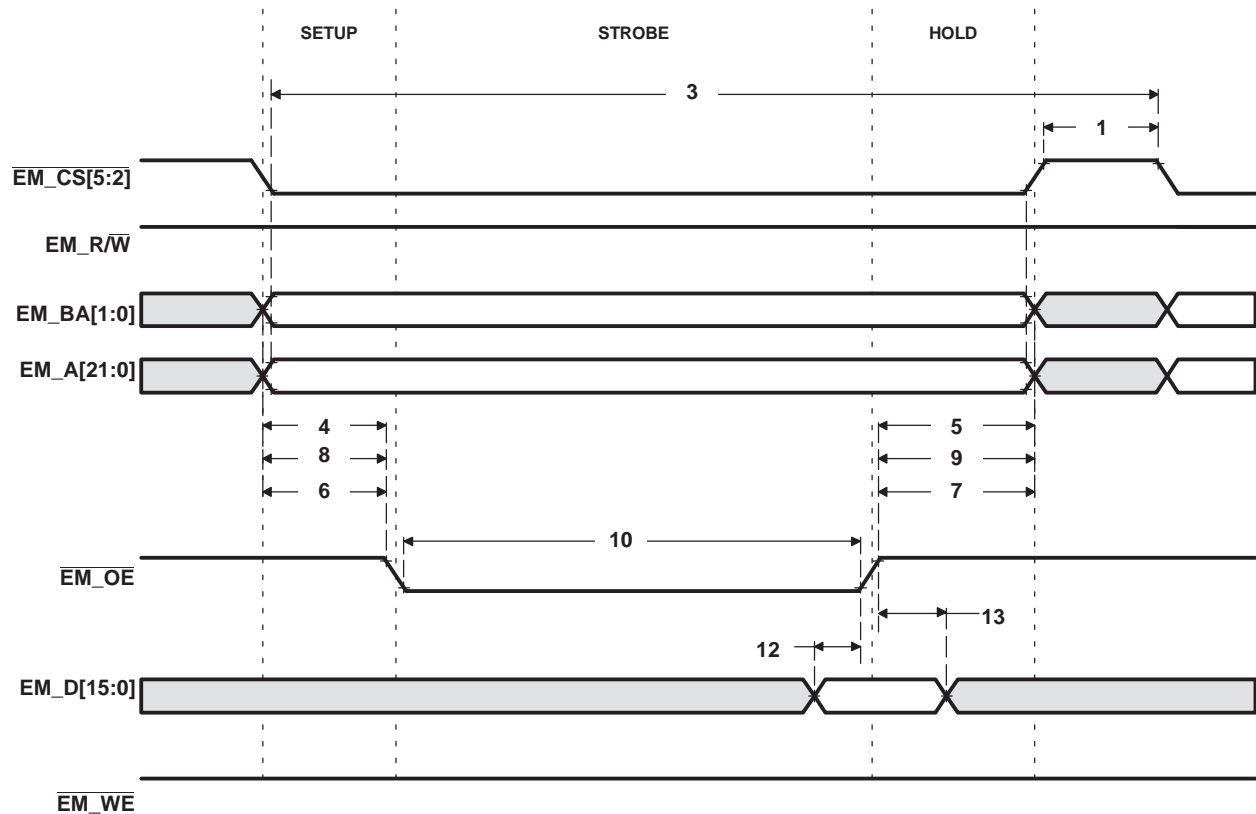 SETUP STROBE HOLD
3
1
EM_CS[5:2]
EM_R/W
EM_BA[1:0]
EM_A[21:0]
4 5
8 9
6 7
10
EM_OE
13
12
EM_D[15:0]
EM_WE